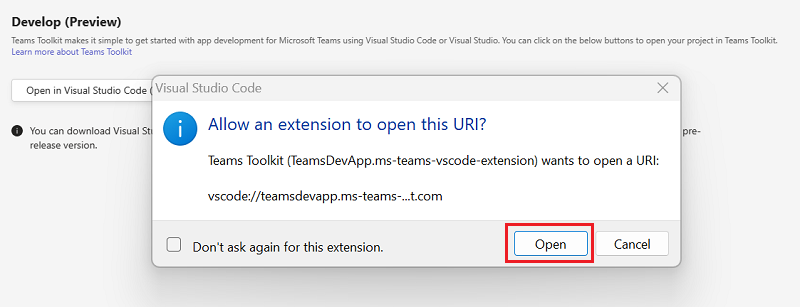 Develop (Preview)
Teams Toolkit makes it simple to get started with app development for Microsoft Teams using Visual Studio Code or Visual Studio. You can click on the below buttons to open your project in Teams Toolkit.
Learn more about Teams Toolkit
Open in Visual Studio Code (
You can download Visual St
pre-
release version.
Visual Studio Code
Allow an extension to open this URI?
Teams Toolkit (TeamsDevApp.ms-teams-vscode-extension) wants to open a URI:
vscode://teamsdevapp.ms-teams-...t.com
Don't ask again for this extension.
Open
Cancel